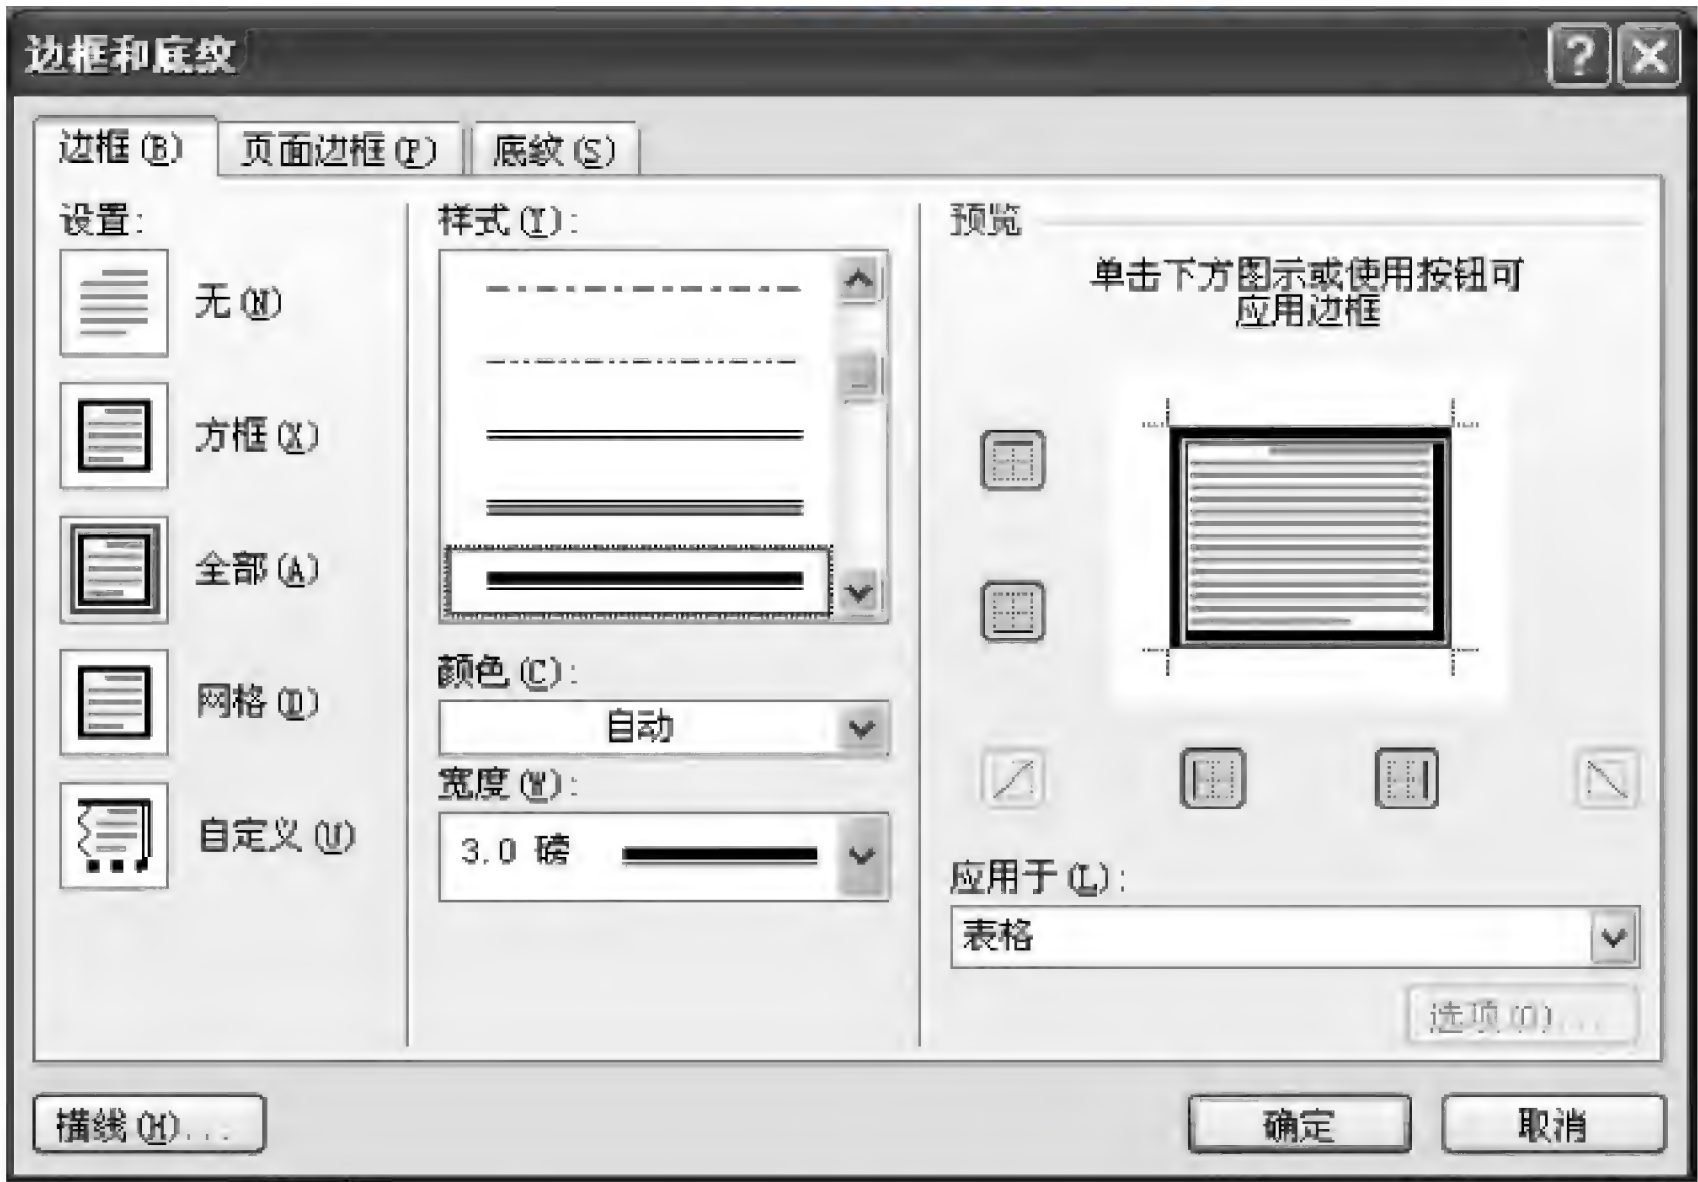 边框和底纹
边框(B) 页面边框(P) 底纹(S)
设置:
无(N)
方框(X)
全部(A)
网格(D)
自定义(U)
样式(Y):
颜色(C):
自动
宽度(W):
3.0 磅
预览
单击下方图示或使用按钮可
应用边框
应用于(L):
表格
选项(O)...
横线(H)...
确定
取消